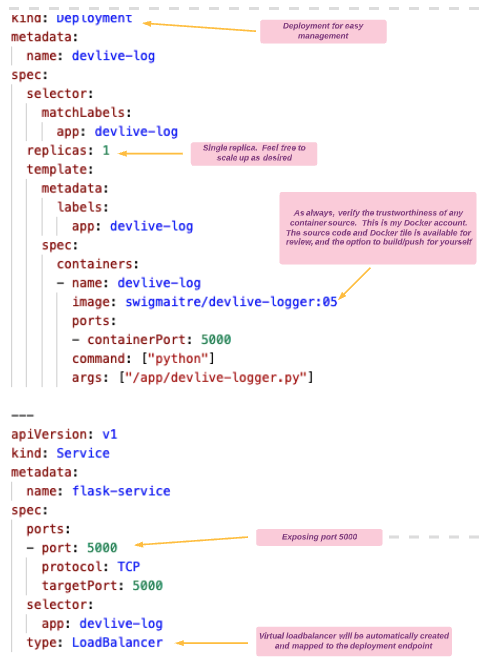 kind: Deployment
Deployment for easy
management
metadata:
  name: devlive-log
spec:
  selector:
    matchLabels:
      app: devlive-log
  replicas: 1
Single replica. Feel free to
scale up as desired
  template:
    metadata:
      labels:
        app: devlive-log
As always, verify the trustworthiness of any
container source. This is my Docker account.
The source code and Docker file is available for
review, and the option to build/push for yourself
    spec:
      containers:
      - name: devlive-log
        image: swigmaitre/devlive-logger:05
        ports:
        - containerPort: 5000
        command: ["python"]
        args: ["/app/devlive-logger.py"]
---
apiVersion: v1
kind: Service
metadata:
  name: flask-service
spec:
  ports:
  - port: 5000
Exposing port 5000
    protocol: TCP
    targetPort: 5000
  selector:
    app: devlive-log
  type: LoadBalancer
Virtual loadbalancer will be automatically created
and mapped to the deployment endpoint